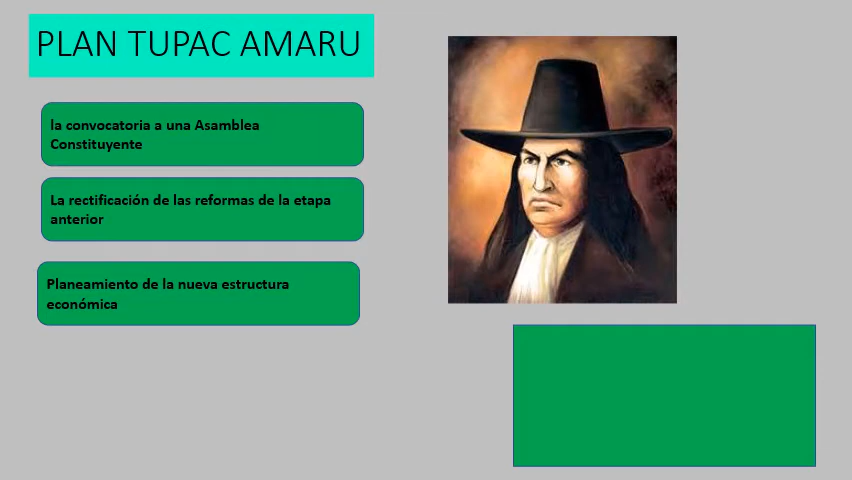 PLAN TUPAC AMARU
la convocatoria a una Asamblea
Constituyente
La rectificación de las reformas de la etapa
anterior
Planeamiento de la nueva estructura
económica